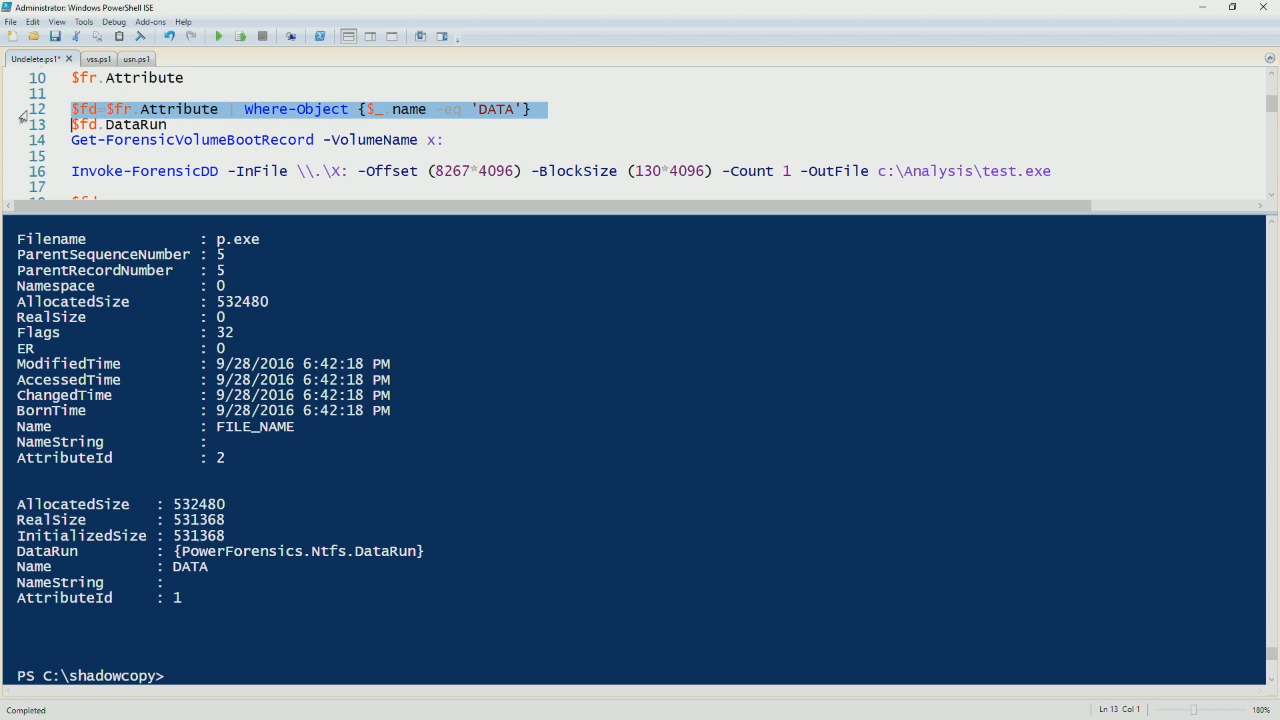 Administrator: Windows PowerShell ISE
File Edit View Tools Debug Add-ons Help
Undelete.ps1* vss.ps1 usn.ps1
10 $fr.Attribute
11
12 $fd=$fr.Attribute | Where-Object {$_.name -eq 'DATA'}
13 $fd.DataRun
14 Get-ForensicVolumeBootRecord -VolumeName x:
15
16 Invoke-ForensicDD -InFile \\.\X: -Offset (8267*4096) -BlockSize (130*4096) -Count 1 -OutFile c:\Analysis\test.exe
17
Filename : p.exe
ParentSequenceNumber : 5
ParentRecordNumber : 5
Namespace : 0
AllocatedSize : 532480
RealSize : 0
Flags : 32
ER : 0
ModifiedTime : 9/28/2016 6:42:18 PM
AccessedTime : 9/28/2016 6:42:18 PM
ChangedTime : 9/28/2016 6:42:18 PM
BornTime : 9/28/2016 6:42:18 PM
Name : FILE_NAME
NameString :
AttributeId : 2
AllocatedSize : 532480
RealSize : 531368
InitializedSize : 531368
DataRun : {PowerForensics.Ntfs.DataRun}
Name : DATA
NameString :
AttributeId : 1
PS C:\shadowcopy>
Completed Ln 13 Col 1 180%